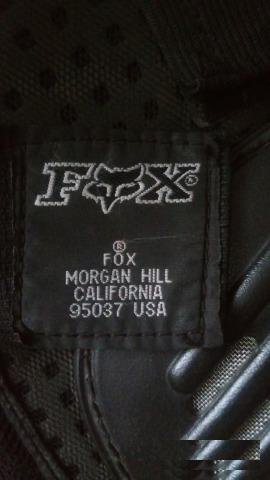 FOX®
®
FOX
MORGAN HILL
CALIFORNIA
95037 USA